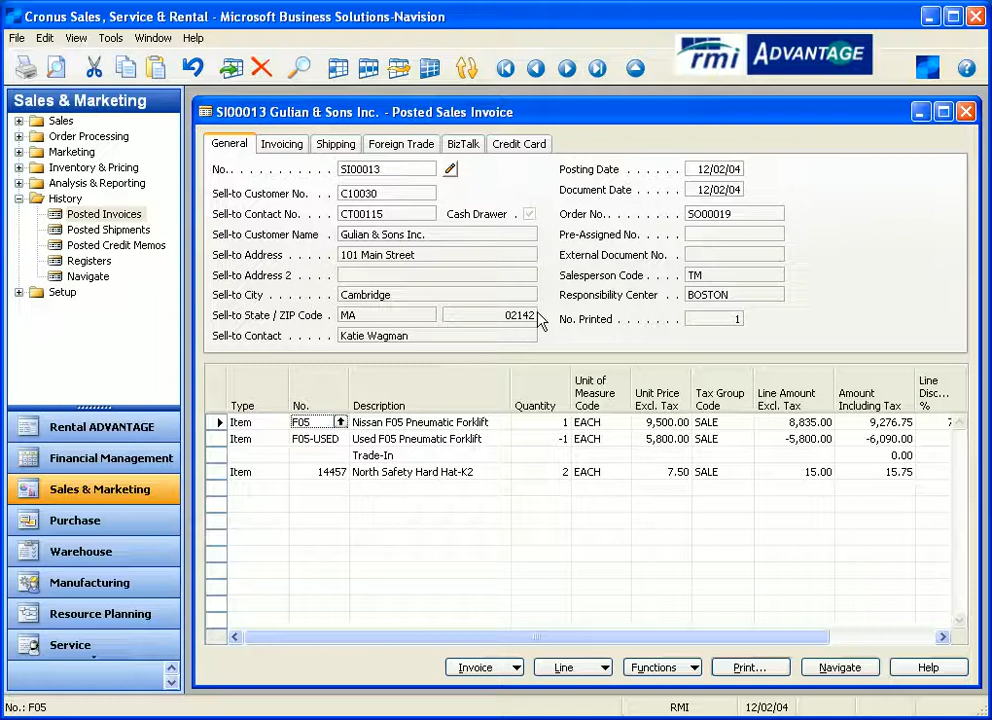 Cronus Sales, Service & Rental - Microsoft Business Solutions-Navision
File Edit View Tools Window Help
rmi ADVANTAGE
Sales & Marketing
Sales
Order Processing
Marketing
Inventory & Pricing
Analysis & Reporting
History
Posted Invoices
Posted Shipments
Posted Credit Memos
Registers
Navigate
Setup
Rental ADVANTAGE
Financial Management
Sales & Marketing
Purchase
Warehouse
Manufacturing
Resource Planning
Service
SI00013 Gulian & Sons Inc. - Posted Sales Invoice
General Invoicing Shipping Foreign Trade BizTalk Credit Card
No. . . . . . . . . . . . SI00013
Sell-to Customer No. . C10030
Sell-to Contact No. . . CT00115 Cash Drawer .
Sell-to Customer Name . Gulian & Sons Inc.
Sell-to Address . . . . . 101 Main Street
Sell-to Address 2 . . . .
Sell-to City . . . . . . . Cambridge
Sell-to State / ZIP Code . MA 02142
Sell-to Contact . . . . . Katie Wagman
Posting Date . . . . . . 12/02/04
Document Date . . . . 12/02/04
Order No. . . . . . . . SO00019
Pre-Assigned No. . . . .
External Document No. .
Salesperson Code . . . . TM
Responsibility Center . BOSTON
No. Printed . . . . . . 1
Type No. Description Quantity Unit of Measure Code Unit Price Excl. Tax Tax Group Code Line Amount Excl. Tax Amount Including Tax Line Disc... %
Item F05 Nissan F05 Pneumatic Forklift 1 EACH 9,500.00 SALE 8,835.00 9,276.75 7
Item F05-USED Used F05 Pneumatic Forklift -1 EACH 5,800.00 SALE -5,800.00 -6,090.00
Trade-In 0.00
Item 14457 North Safety Hard Hat-K2 2 EACH 7.50 SALE 15.00 15.75
Invoice Line Functions Print... Navigate Help
No.: F05 RMI 12/02/04